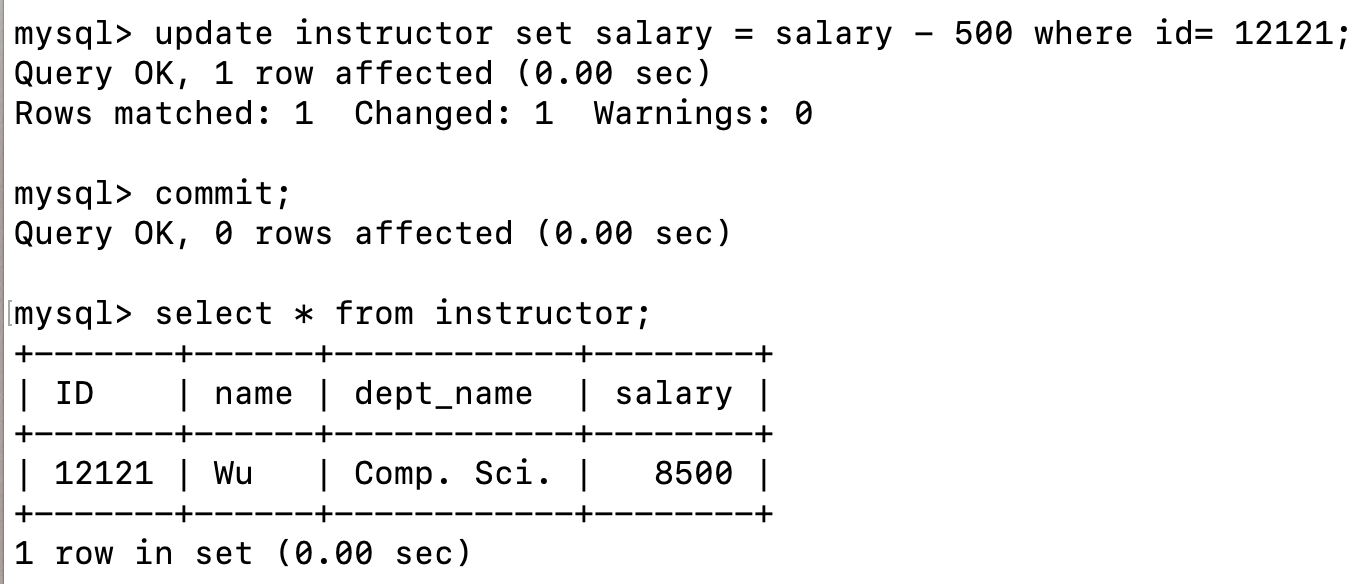 mysql> update instructor set salary = salary - 500 where id= 12121;
Query OK, 1 row affected (0.00 sec)
Rows matched: 1  Changed: 1  Warnings: 0
mysql> commit;
Query OK, 0 rows affected (0.00 sec)
[mysql> select * from instructor;
+-------+------+------------+--------+
| ID    | name | dept_name  | salary |
+-------+------+------------+--------+
| 12121 | Wu   | Comp. Sci. |   8500 |
+-------+------+------------+--------+
1 row in set (0.00 sec)